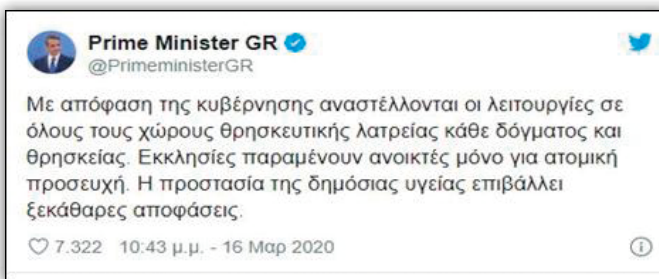 Prime Minister GR
@PrimeministerGR
Με απόφαση της κυβέρνησης αναστέλλονται οι λειτουργίες σε
όλους τους χώρους θρησκευτικής λατρείας κάθε δόγματος και
θρησκείας. Εκκλησίες παραμένουν ανοικτές μόνο για ατομική
προσευχή. Η προστασία της δημόσιας υγείας επιβάλλει
ξεκάθαρες αποφάσεις.
7.322 10:43 μ.μ. - 16 Μαρ 2020